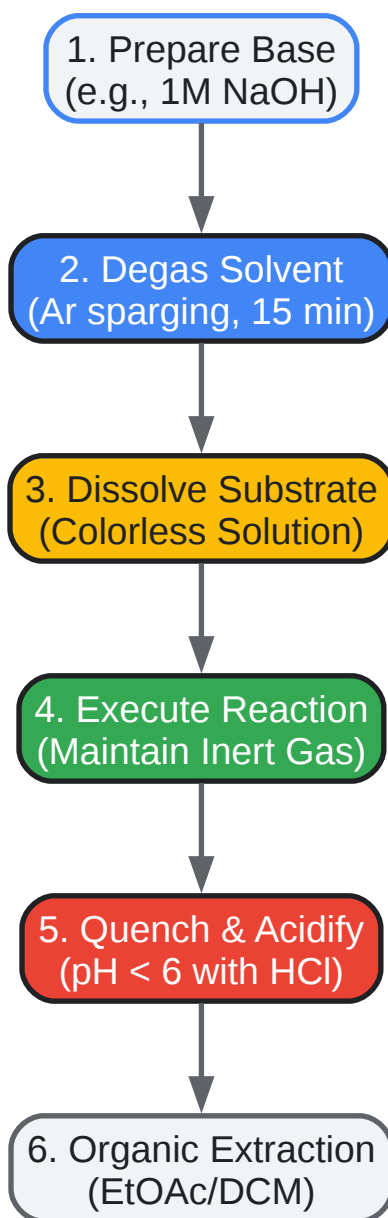 1. Prepare Base
(e.g., 1M NaOH)
2. Degas Solvent
(Ar sparging, 15 min)
3. Dissolve Substrate
(Colorless Solution)
4. Execute Reaction
(Maintain Inert Gas)
5. Quench & Acidify
(pH < 6 with HCl)
6. Organic Extraction
(EtOAc/DCM)